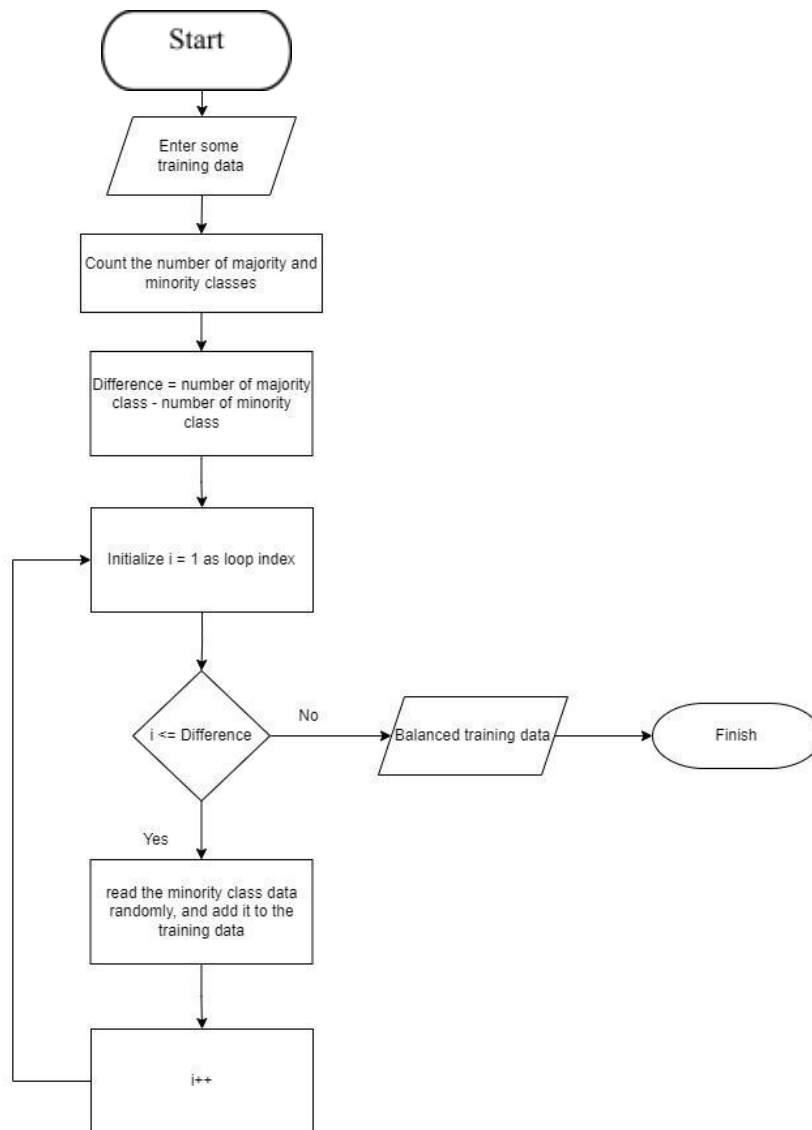 Start
Enter some
training data
Count the number of majority and
minority classes
Difference = number of majority
class - number of minority
class
Initialize i = 1 as loop index
i <= Difference
No
Balanced training data
Finish
Yes
read the minority class data
randomly, and add it to the
training data
i++